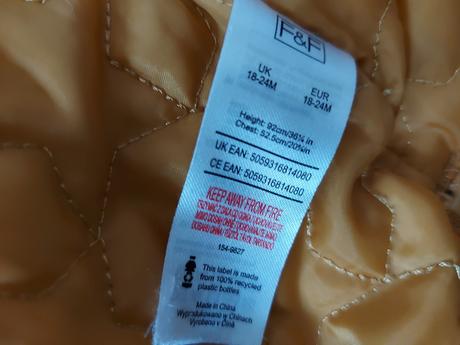 F&F
UK EUR
18-24M 18-24M
Height: 92cm/36¼ in
Chest: 52.5cm/20¾in
UK EAN: 5059316814080
CE EAN: 5059316814080
KEEP AWAY FROM FIRE
154-9827
This label is made
from 100% recycled
plastic bottles
Made in China
Wyprodukowano w Chinach
Vyrobeno v Číně